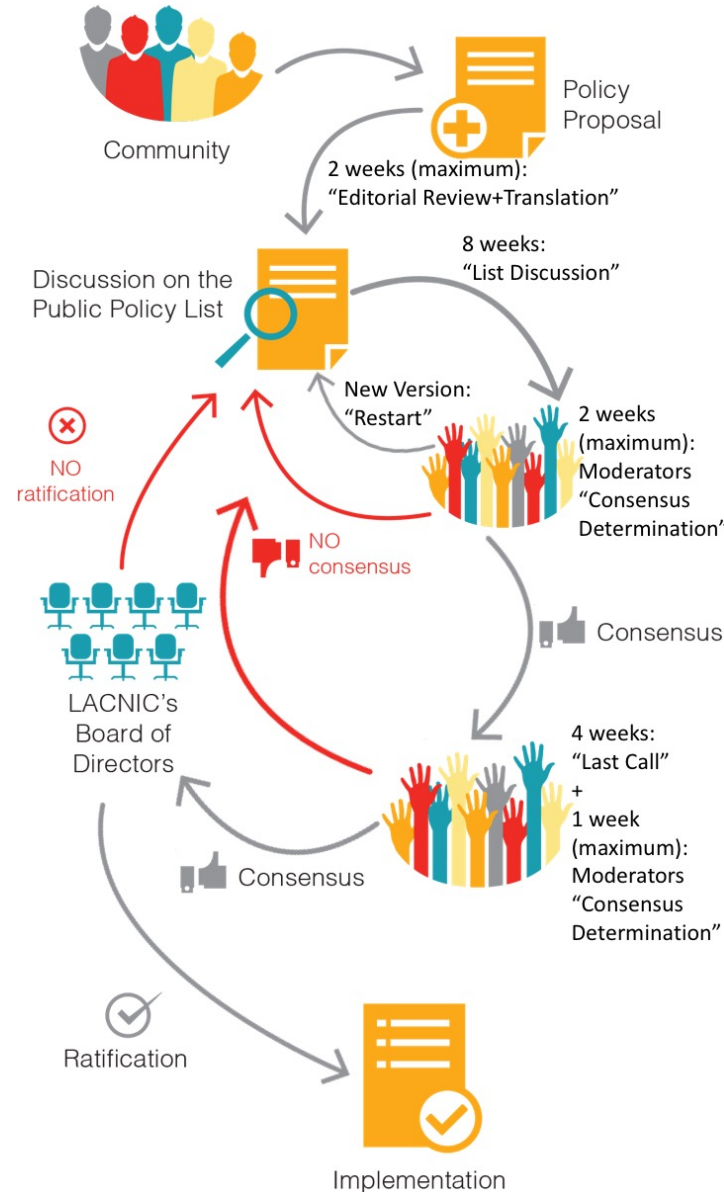 Community
Policy
Proposal
2 weeks (maximum):
“Editorial Review+Translation”
8 weeks:
“List Discussion”
Discussion on the
Public Policy List
New Version:
“Restart”
2 weeks
(maximum):
Moderators
“Consensus
Determination”
NO
ratification
NO
consensus
Consensus
LACNIC’s
Board of
Directors
4 weeks:
“Last Call”
+
1 week
(maximum):
Moderators
“Consensus
Determination”
Consensus
Ratification
Implementation